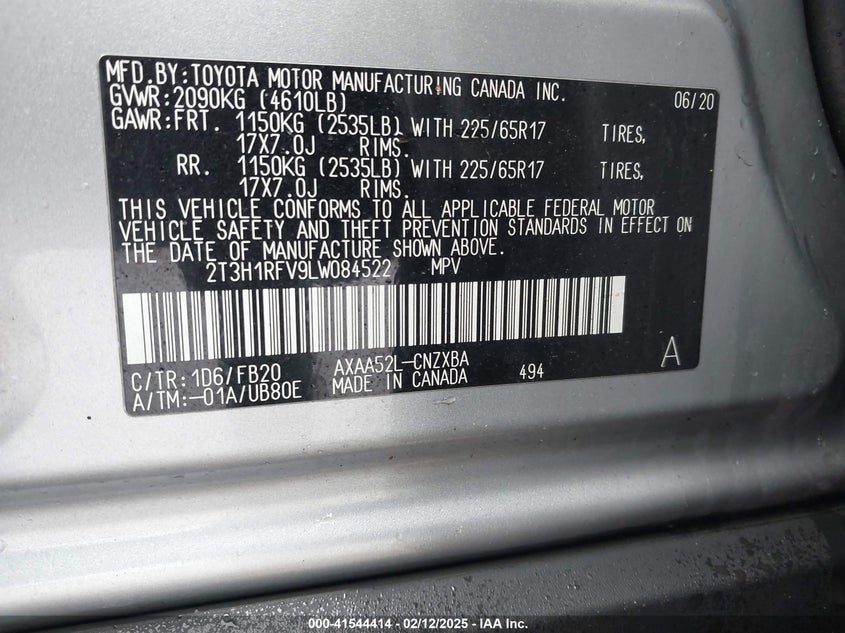 MFD.BY:TOYOTA MOTOR MANUFACTURING CANADA INC. 06/20
GVWR:2090KG (4610LB)
GAWR:FRT. 1150KG (2535LB) WITH 225/65R17 TIRES,
17X7.0J RIMS.
RR. 1150KG (2535LB) WITH 225/65R17 TIRES,
17X7.0J RIMS.
THIS VEHICLE CONFORMS TO ALL APPLICABLE FEDERAL MOTOR
VEHICLE SAFETY AND THEFT PREVENTION STANDARDS IN EFFECT ON
THE DATE OF MANUFACTURE SHOWN ABOVE.
2T3H1RFV9LW084522 MPV
C/TR:1D6/FB20 AXAA52L-CNZXBA A
A/TM:-01A/UB80E MADE IN CANADA 494
000-41544414 - 02/12/2025 - IAA Inc.